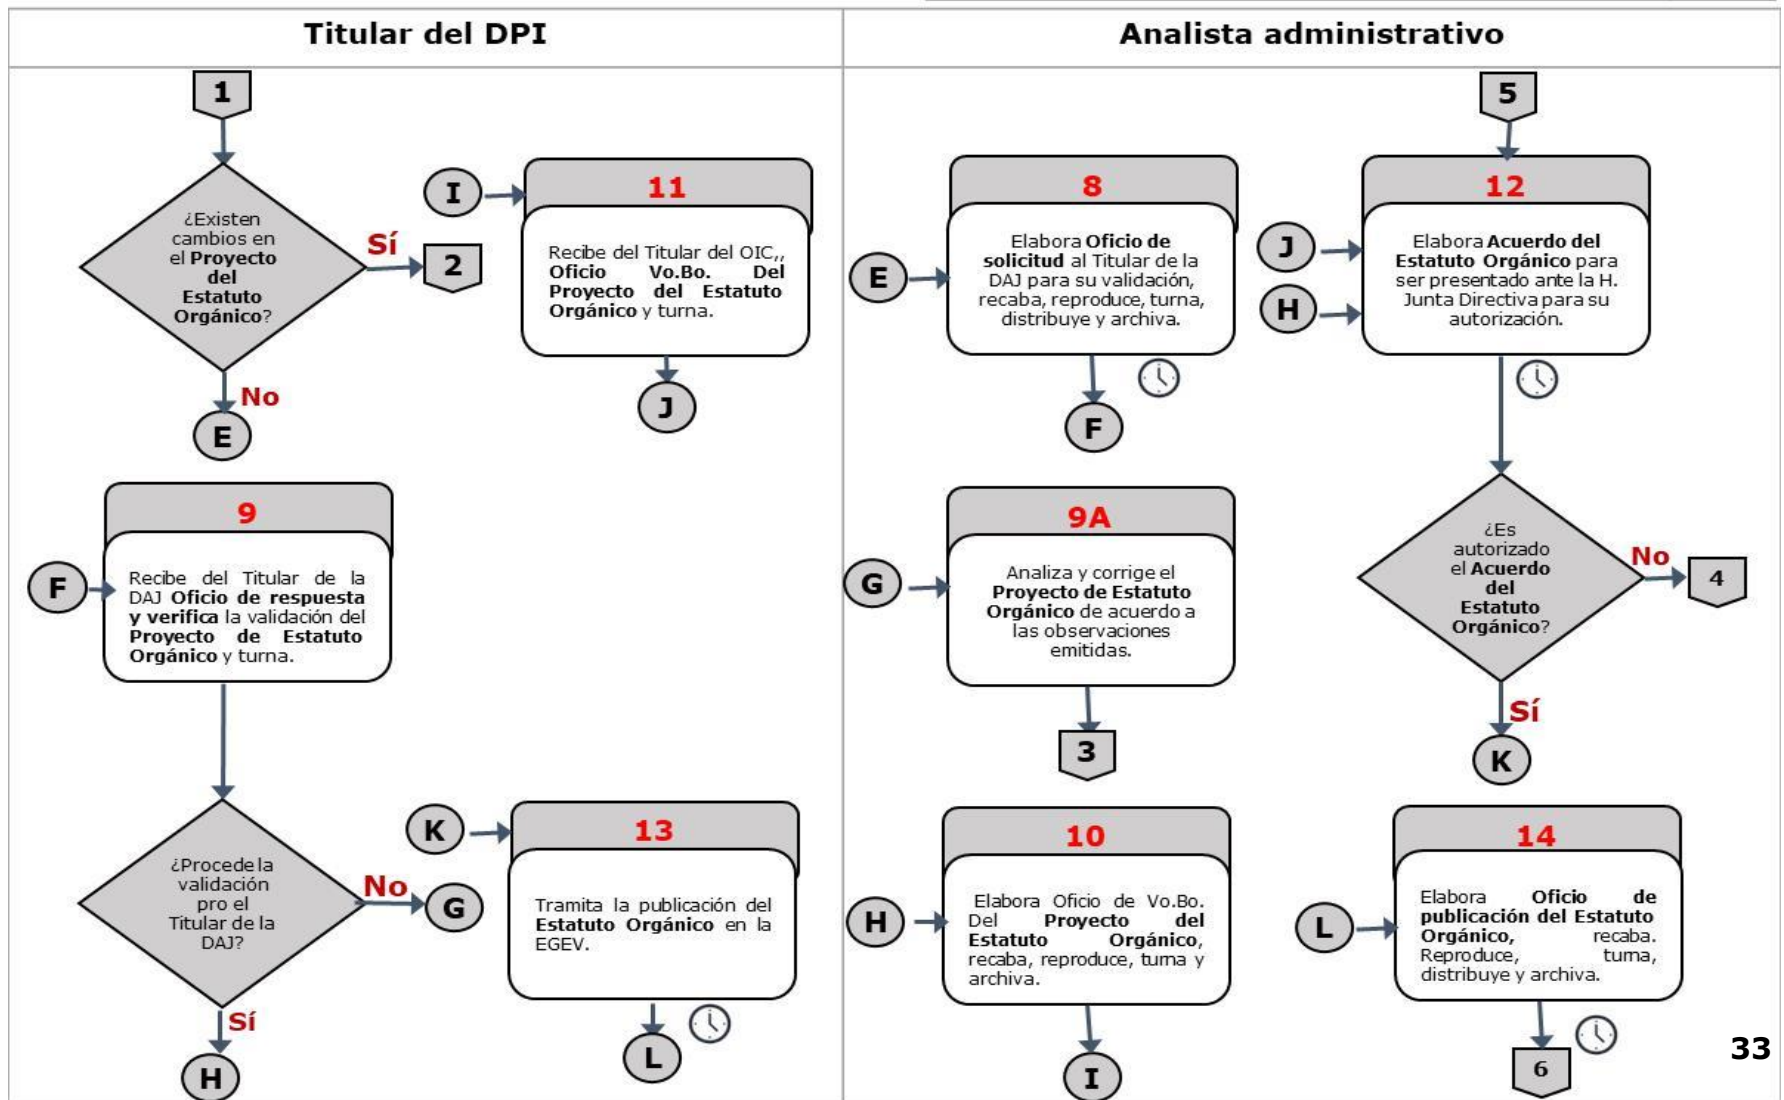 Titular del DPI
1
¿Existen
cambios en
el Proyecto
del
Estatuto
Orgánico?
Sí
2
No
E
I
11
Recibe del Titular del OIC,,
Oficio Vo.Bo. Del
Proyecto del Estatuto
Orgánico y turna.
J
F
9
Recibe del Titular de la
DAJ Oficio de respuesta
y verifica la validación del
Proyecto de Estatuto
Orgánico y turna.
¿Procede la
validación
pro el
Titular de la
DAJ?
No
G
Sí
H
K
13
Tramita la publicación del
Estatuto Orgánico en la
EGEV.
L
Analista administrativo
E
8
Elabora Oficio de
solicitud al Titular de la
DAJ para su validación,
recaba, reproduce, turna,
distribuye y archiva.
F
G
9A
Analiza y corrige el
Proyecto de Estatuto
Orgánico de acuerdo a
las observaciones
emitidas.
3
H
10
Elabora Oficio de Vo.Bo.
Del Proyecto del
Estatuto Orgánico,
recaba, reproduce, turna y
archiva.
I
5
J
H
12
Elabora Acuerdo del
Estatuto Orgánico para
ser presentado ante la H.
Junta Directiva para su
autorización.
¿Es
autorizado
el Acuerdo
del
Estatuto
Orgánico?
No
4
Sí
K
L
14
Elabora Oficio de
publicación del Estatuto
Orgánico, recaba.
Reproduce, turna,
distribuye y archiva.
6
33